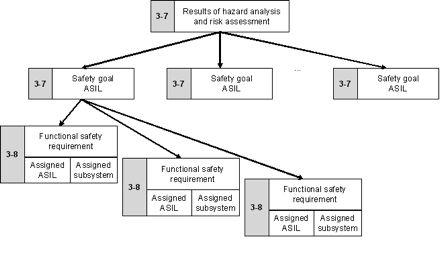 3-7
Results of hazard analysis
and risk assessment
3-7
Safety goal
ASIL
3-7
Safety goal
ASIL
...
3-7
Safety goal
ASIL
3-8
Functional safety
requirement
Assigned
ASIL
Assigned
subsystem
3-8
Functional safety
requirement
Assigned
ASIL
Assigned
subsystem
3-8
Functional safety
requirement
Assigned
ASIL
Assigned
subsystem